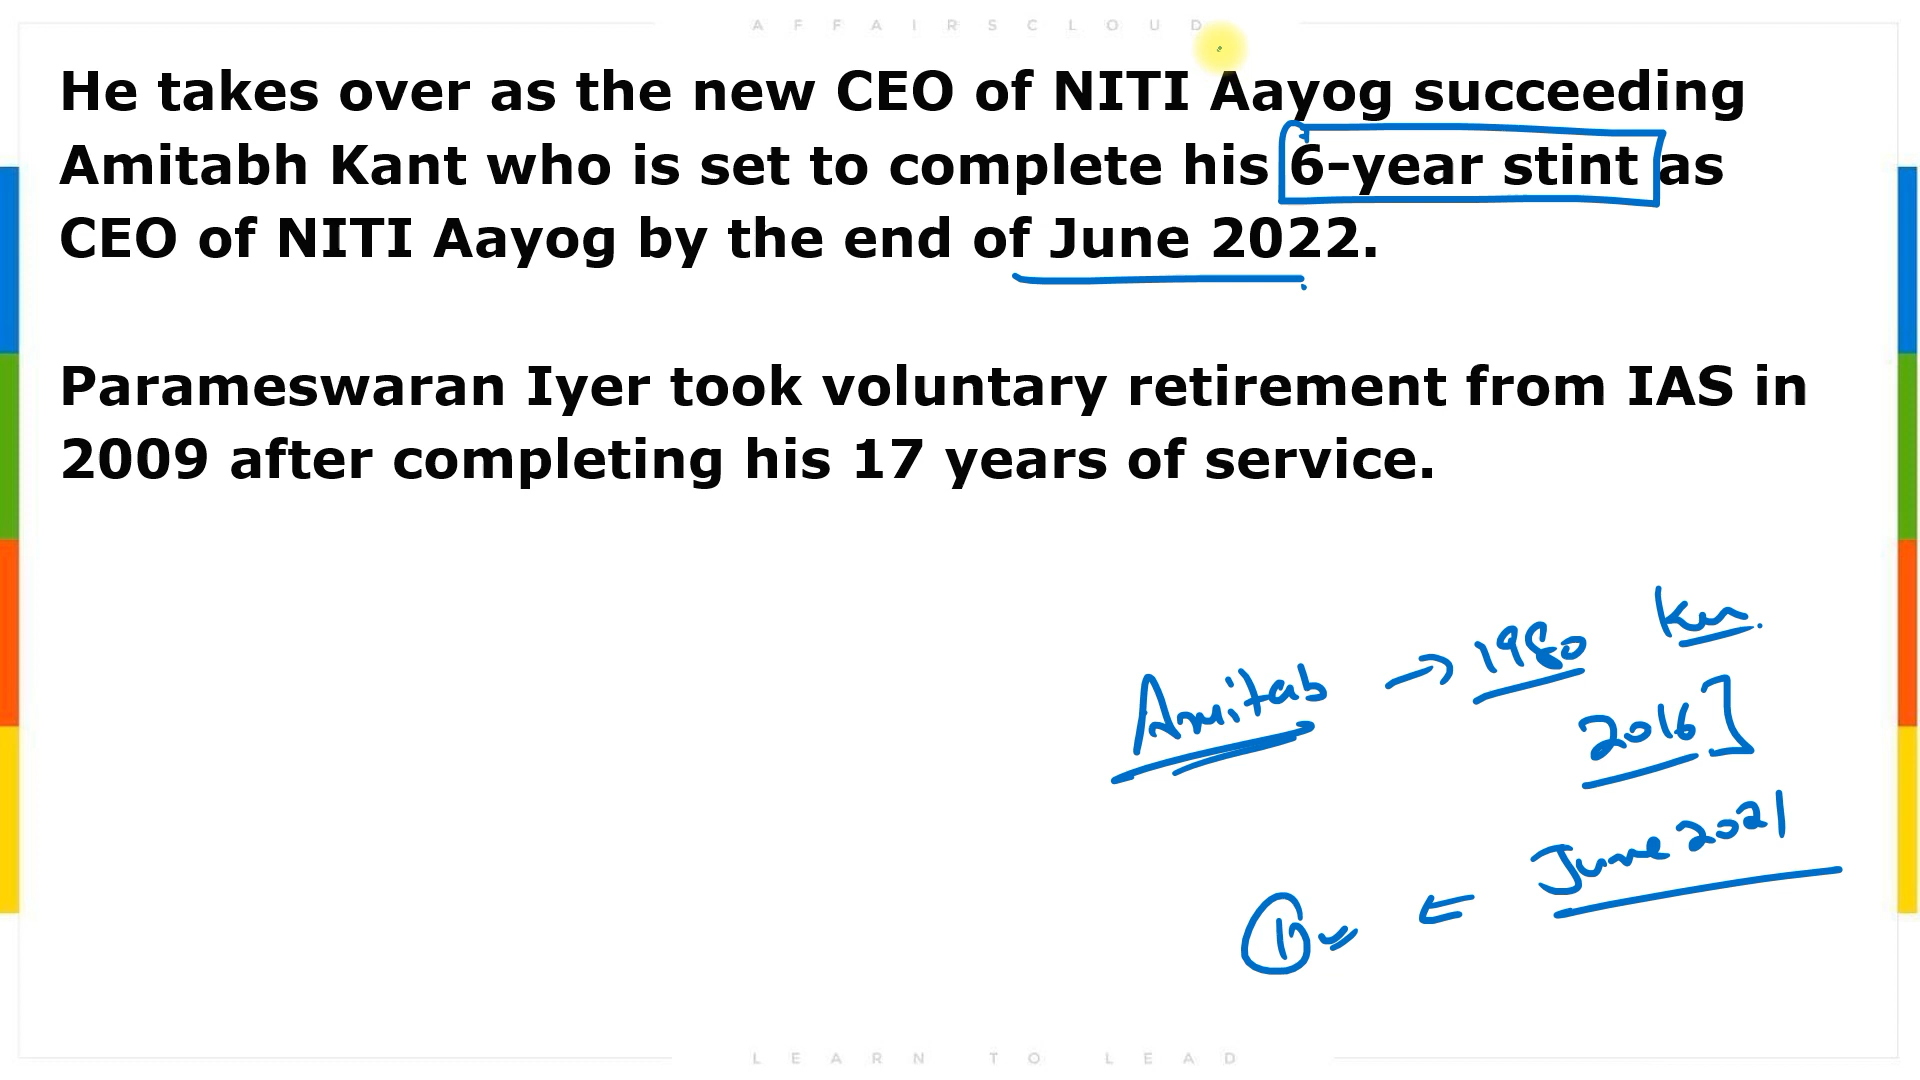 AFFAIRSCLOUD
He takes over as the new CEO of NITI Aayog succeeding
Amitabh Kant who is set to complete his 6-year stint as
CEO of NITI Aayog by the end of June 2022.
Parameswaran Iyer took voluntary retirement from IAS in
2009 after completing his 17 years of service.
Amitab → 1980
2016]
June 2021
←
LEARN TO LEAD